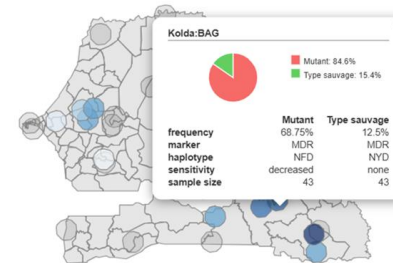 Kolda:BAG
Mutant: 84.6%
Type sauvage: 15.4%
Mutant Type sauvage
frequency 68.75% 12.5%
marker MDR MDR
haplotype NFD NYD
sensitivity decreased none
sample size 43 43